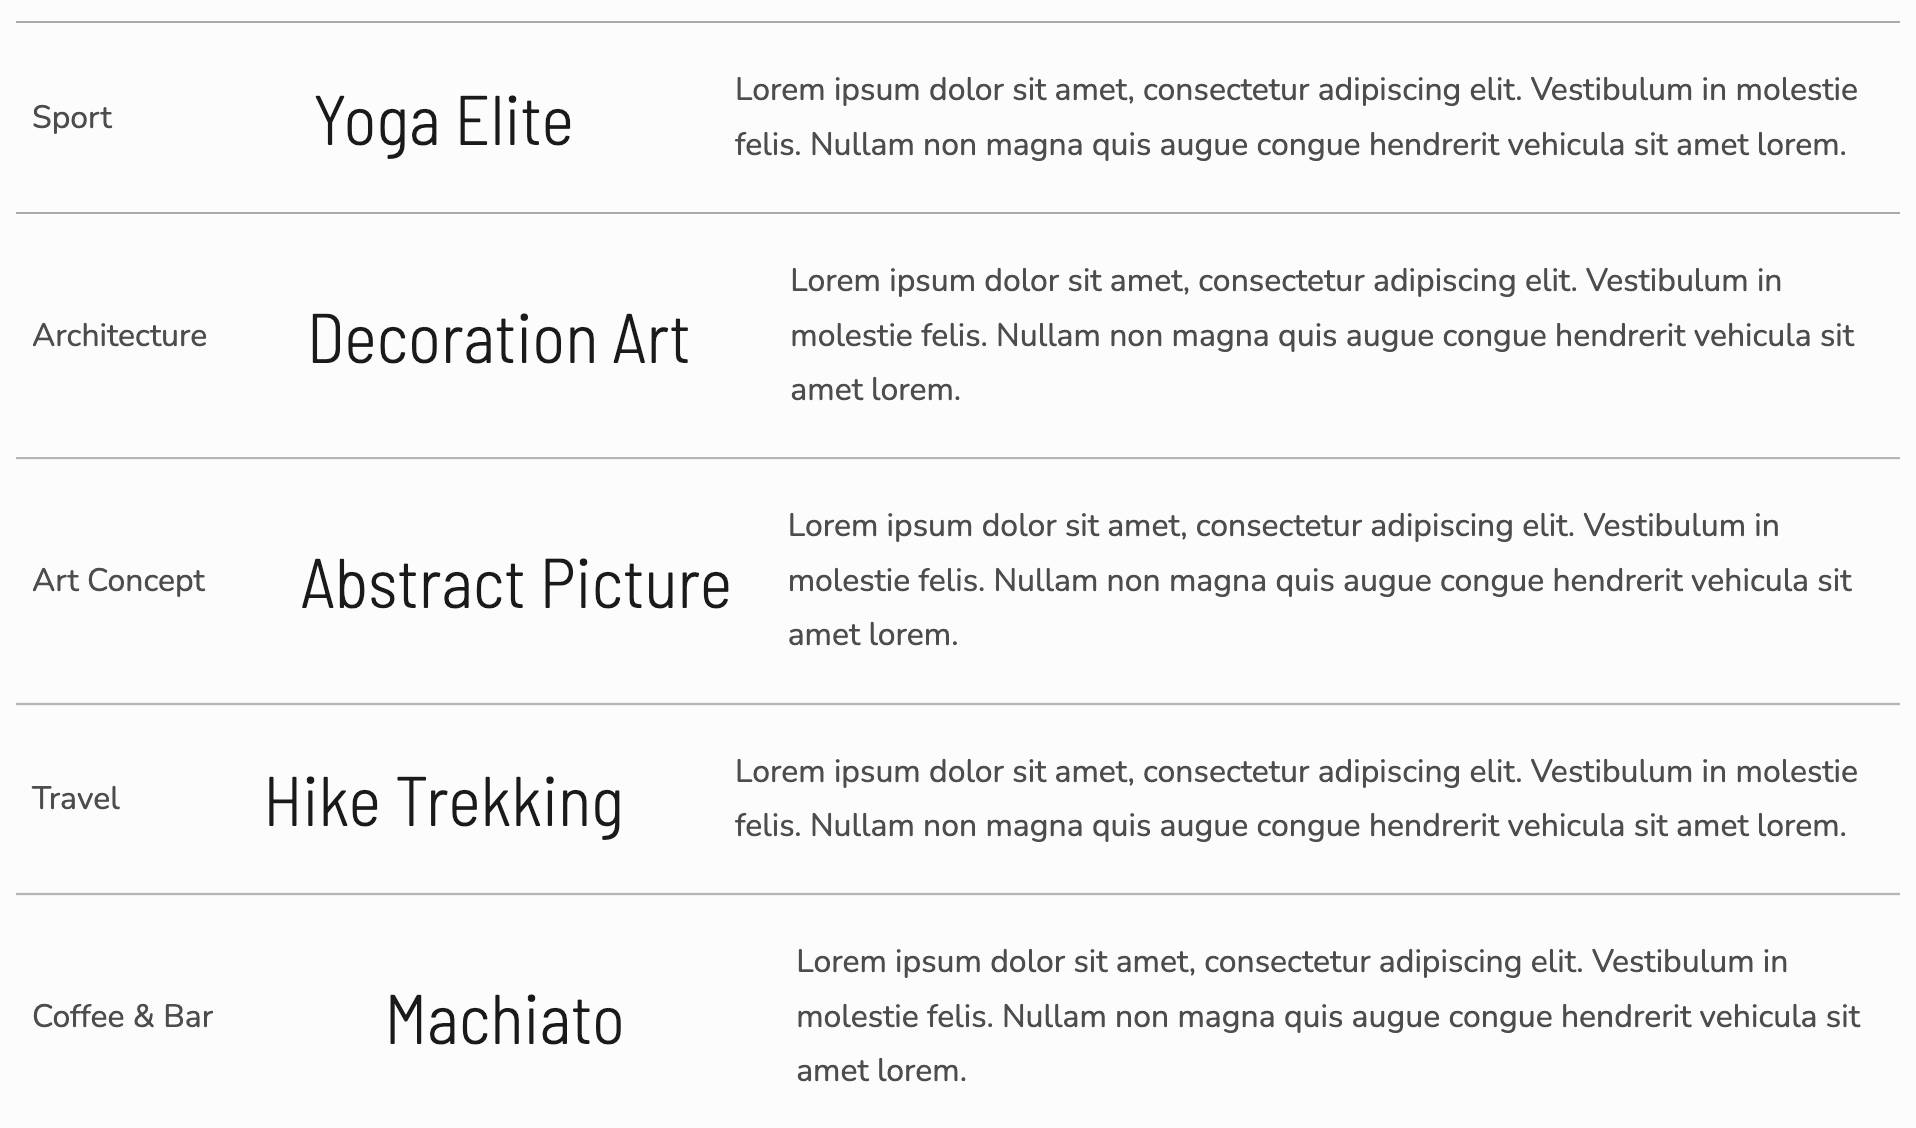 Sport
Yoga Elite
Lorem ipsum dolor sit amet, consectetur adipiscing elit. Vestibulum in molestie
felis. Nullam non magna quis augue congue hendrerit vehicula sit amet lorem.
Architecture
Decoration Art
Lorem ipsum dolor sit amet, consectetur adipiscing elit. Vestibulum in
molestie felis. Nullam non magna quis augue congue hendrerit vehicula sit
amet lorem.
Art Concept
Abstract Picture
Lorem ipsum dolor sit amet, consectetur adipiscing elit. Vestibulum in
molestie felis. Nullam non magna quis augue congue hendrerit vehicula sit
amet lorem.
Travel
Hike Trekking
Lorem ipsum dolor sit amet, consectetur adipiscing elit. Vestibulum in molestie
felis. Nullam non magna quis augue congue hendrerit vehicula sit amet lorem.
Coffee & Bar
Machiato
Lorem ipsum dolor sit amet, consectetur adipiscing elit. Vestibulum in
molestie felis. Nullam non magna quis augue congue hendrerit vehicula sit
amet lorem.